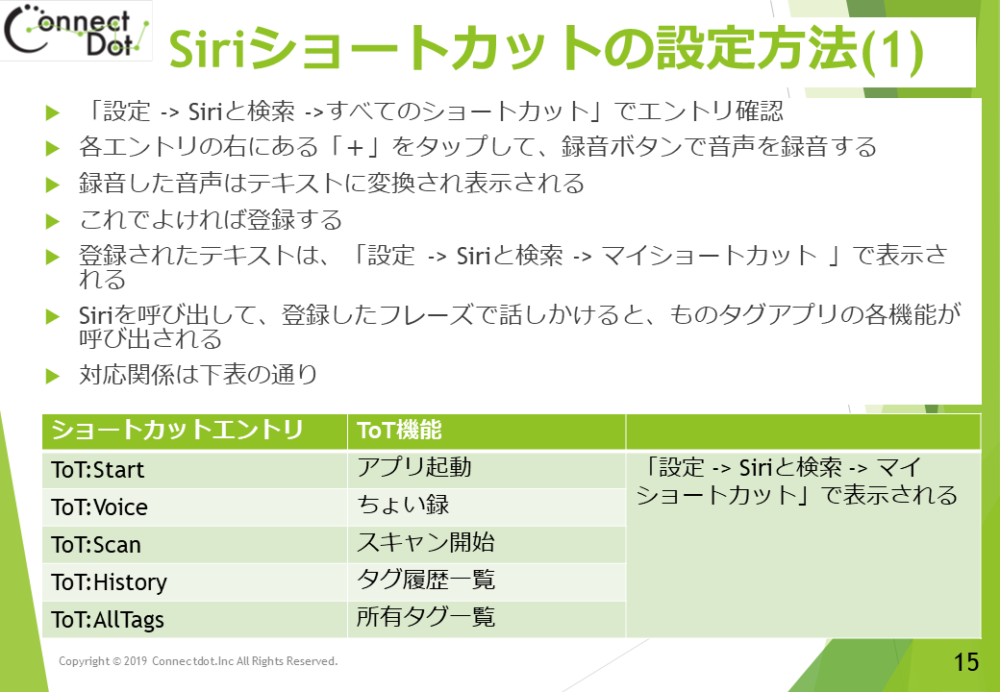 Connect
Dot
Siriショートカットの設定方法(1)
「設定 -> Siriと検索 ->すべてのショートカット」でエントリ確認
各エントリの右にある「＋」をタップして、録音ボタンで音声を録音する
録音した音声はテキストに変換され表示される
これでよければ登録する
登録されたテキストは、「設定 -> Siriと検索 -> マイショートカット 」で表示さ
れる
Siriを呼び出して、登録したフレーズで話しかけると、ものタグアプリの各機能が
呼び出される
対応関係は下表の通り
ショートカットエントリ ToT機能
ToT:Start アプリ起動 「設定 -> Siriと検索 -> マイ
ショートカット」で表示される
ToT:Voice ちょい録
ToT:Scan スキャン開始
ToT:History タグ履歴一覧
ToT:AllTags 所有タグ一覧
Copyright © 2019 Connectdot.Inc All Rights Reserved.
15